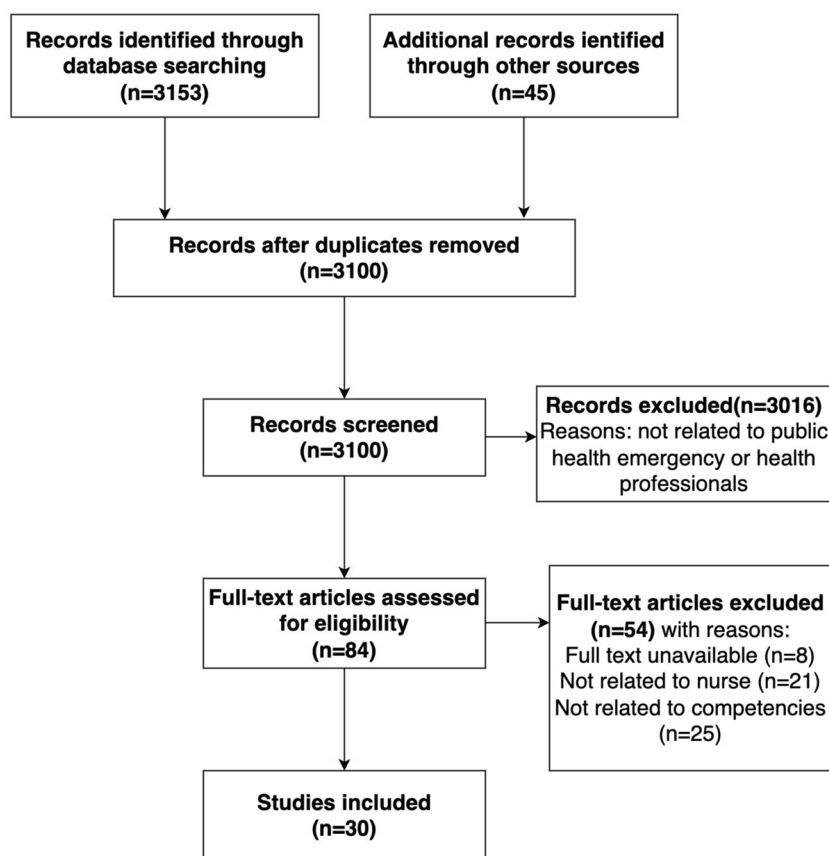 Records identified through
database searching
(n=3153)
Additional records ientified
through other sources
(n=45)
Records after duplicates removed
(n=3100)
Records screened
(n=3100)
Records excluded(n=3016)
Reasons: not related to public
health emergency or health
professionals
Full-text articles assessed
for eligibility
(n=84)
Full-text articles excluded
(n=54) with reasons:
Full text unavailable (n=8)
Not related to nurse (n=21)
Not related to competencies
(n=25)
Studies included
(n=30)